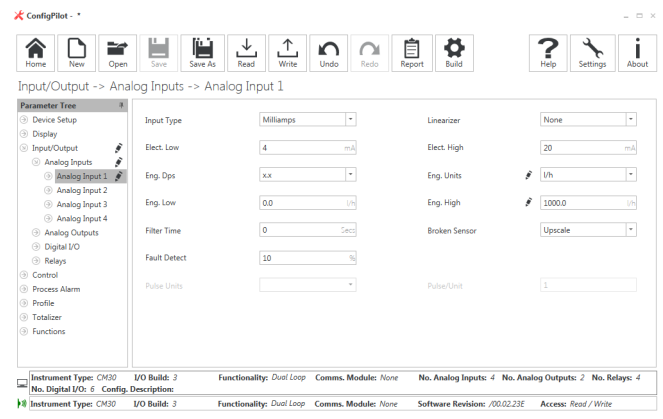 ConfigPilot - *
Home New Open Save Save As Read Write Undo Redo Report Build Help Settings About
Input/Output -> Analog Inputs -> Analog Input 1
Parameter Tree
Device Setup
Display
Input/Output
Analog Inputs
Analog Input 1
Analog Input 2
Analog Input 3
Analog Input 4
Analog Outputs
Digital I/O
Relays
Control
Process Alarm
Profile
Totalizer
Functions
Input Type Milliamps Linearizer None
Elect. Low 4 mA Elect. High 20 mA
Eng. Dps x.x Eng. Units l/h
Eng. Low 0.0 l/h Eng. High 1000.0 l/h
Filter Time 0 Secs Broken Sensor Upscale
Fault Detect 10 %
Pulse Units Pulse/Unit 1
Instrument Type: CM30 I/O Build: 3 Functionality: Dual Loop Comms. Module: None No. Analog Inputs: 4 No. Analog Outputs: 2 No. Relays: 4
No. Digital I/O: 6 Config. Description:
Instrument Type: CM30 I/O Build: 3 Functionality: Dual Loop Comms. Module: None Software Revision: /00.02.23E Access: Read / Write